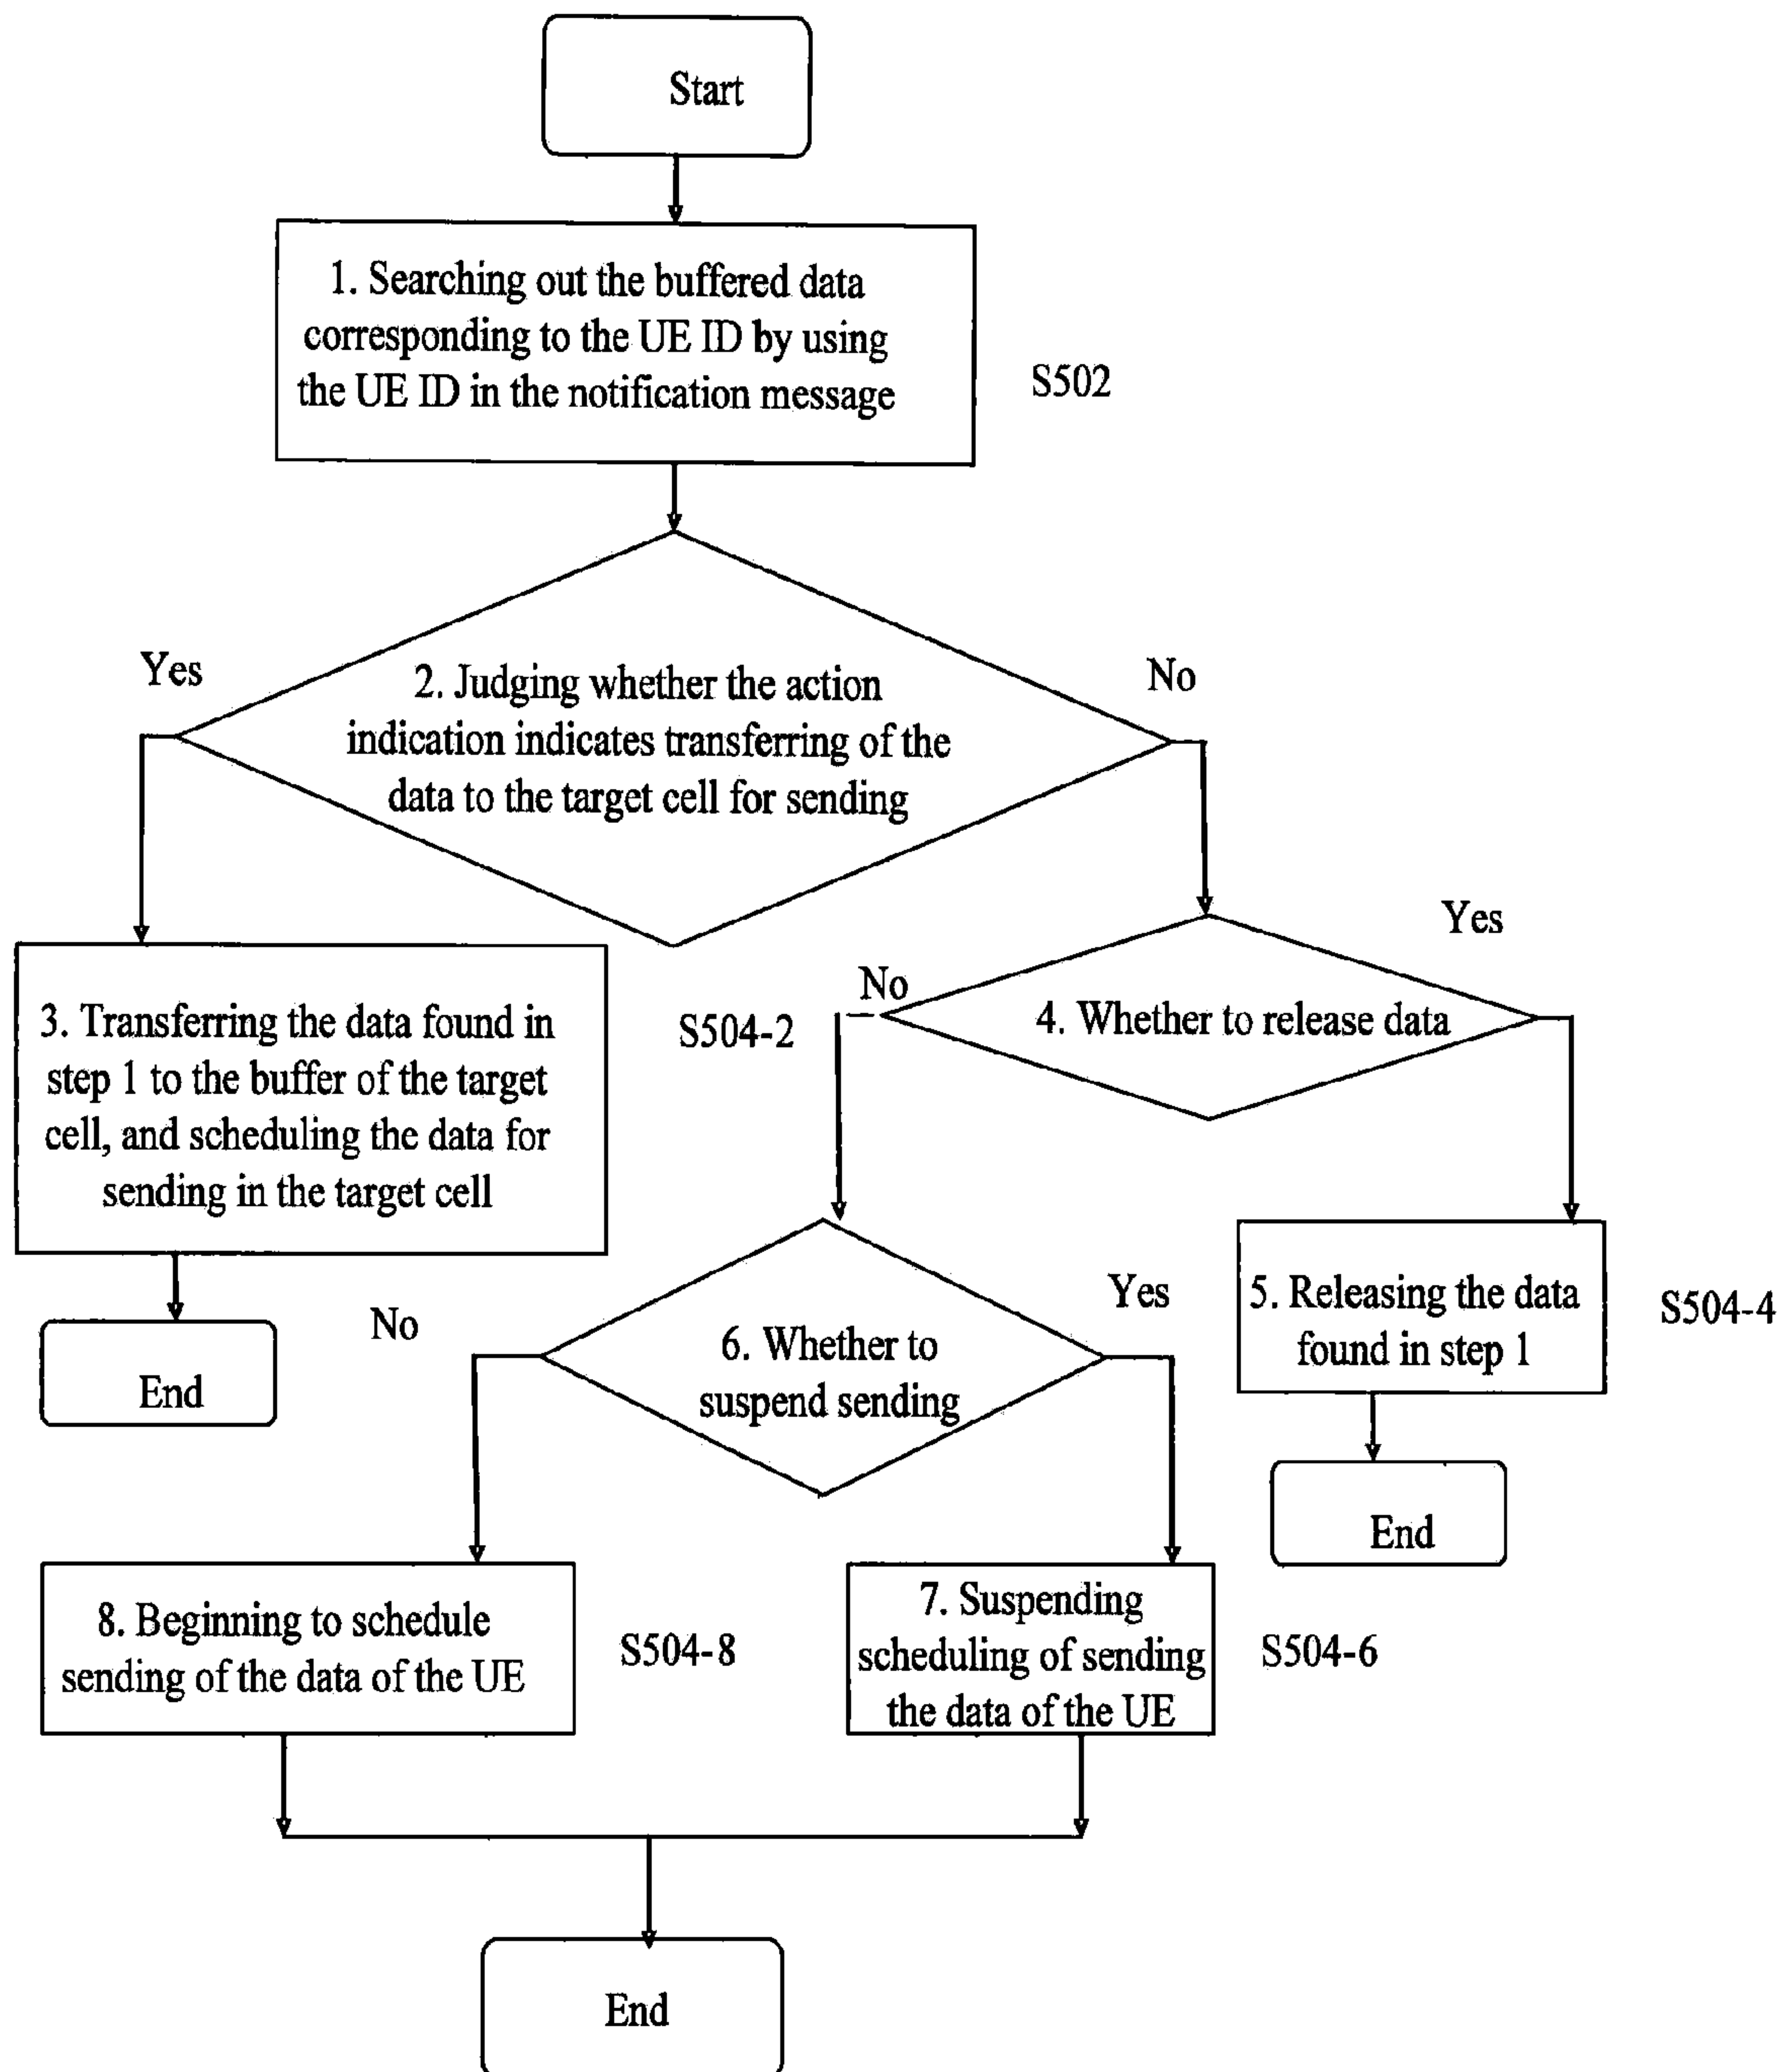 Start
1. Searching out the buffered data
corresponding to the UE ID by using
the UE ID in the notification message
S502
Yes
No
2. Judging whether the action
indication indicates transferring of the
data to the target cell for sending
Yes
No
3. Transferring the data found in
step 1 to the buffer of the target
cell, and scheduling the data for
sending in the target cell
S504-2
4. Whether to release data
End
No
Yes
6. Whether to
suspend sending
5. Releasing the data
found in step 1
S504-4
End
8. Beginning to schedule
sending of the data of the UE
S504-8
7. Suspending
scheduling of sending
the data of the UE
S504-6
End